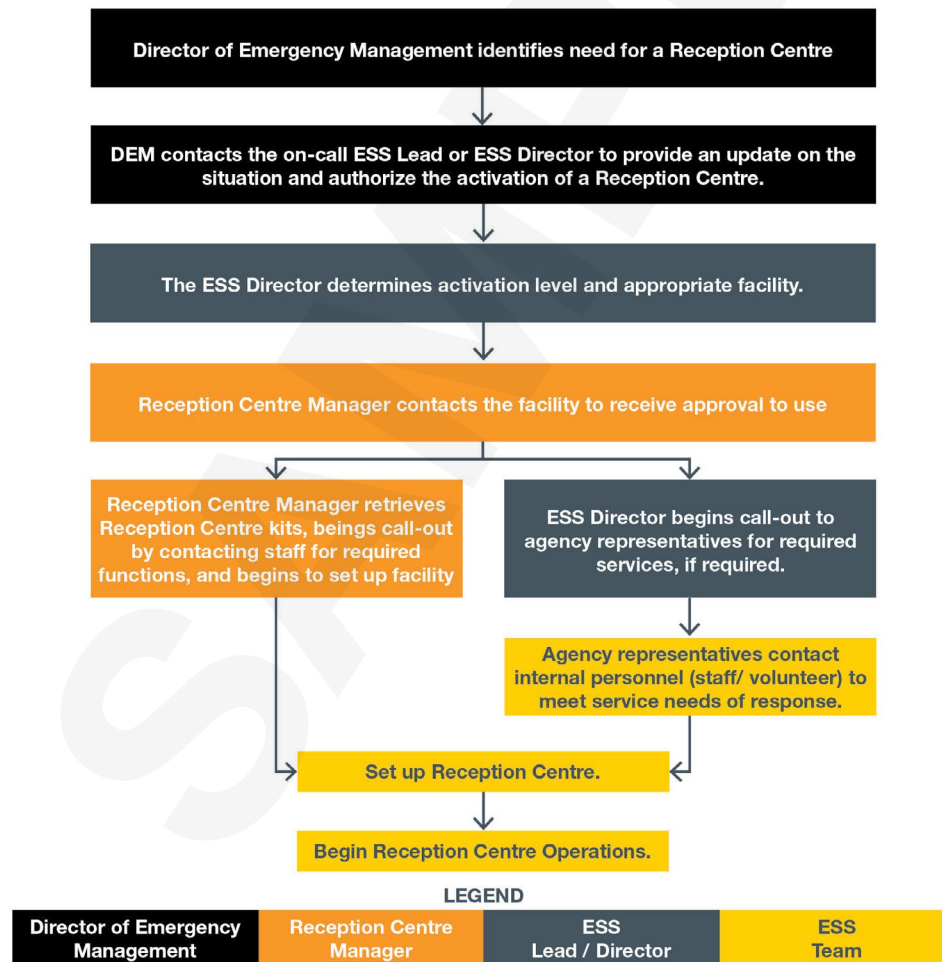 Director of Emergency Management identifies need for a Reception Centre
DEM contacts the on-call ESS Lead or ESS Director to provide an update on the
situation and authorize the activation of a Reception Centre.
The ESS Director determines activation level and appropriate facility.
Reception Centre Manager contacts the facility to receive approval to use
Reception Centre Manager retrieves
Reception Centre kits, beings call-out
by contacting staff for required
functions, and begins to set up facility
ESS Director begins call-out to
agency representatives for required
services, if required.
Agency representatives contact
internal personnel (staff/ volunteer) to
meet service needs of response.
Set up Reception Centre.
Begin Reception Centre Operations.
LEGEND
Director of Emergency
Management
Reception Centre
Manager
ESS
Lead / Director
ESS
Team